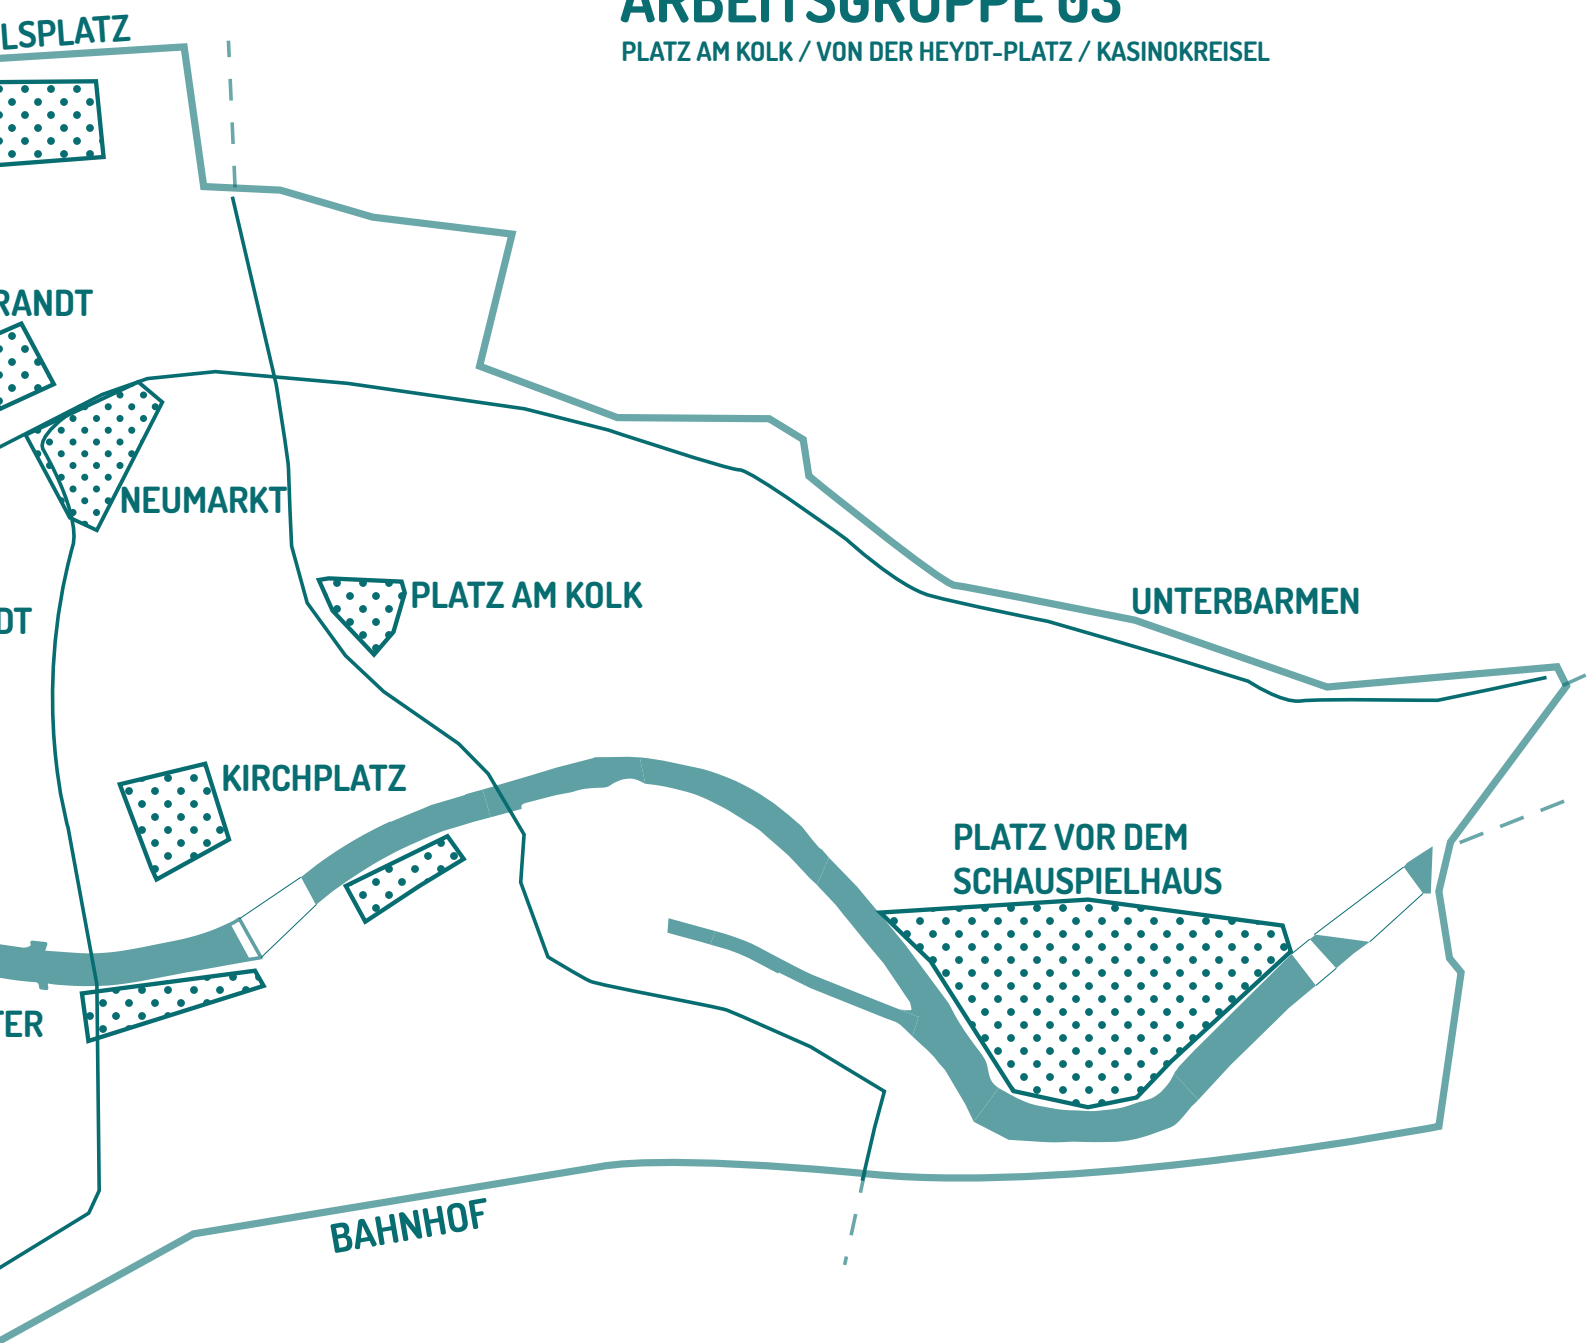 ARBEITSGRUPPE 03
PLATZ AM KOLK / VON DER HEYDT-PLATZ / KASINOKREISEL
LSPLATZ
RANDT
NEUMARKT
PLATZ AM KOLK
UNTERBARMEN
DT
KIRCHPLATZ
PLATZ VOR DEM
SCHAUSPIELHAUS
TER
BAHNHOF